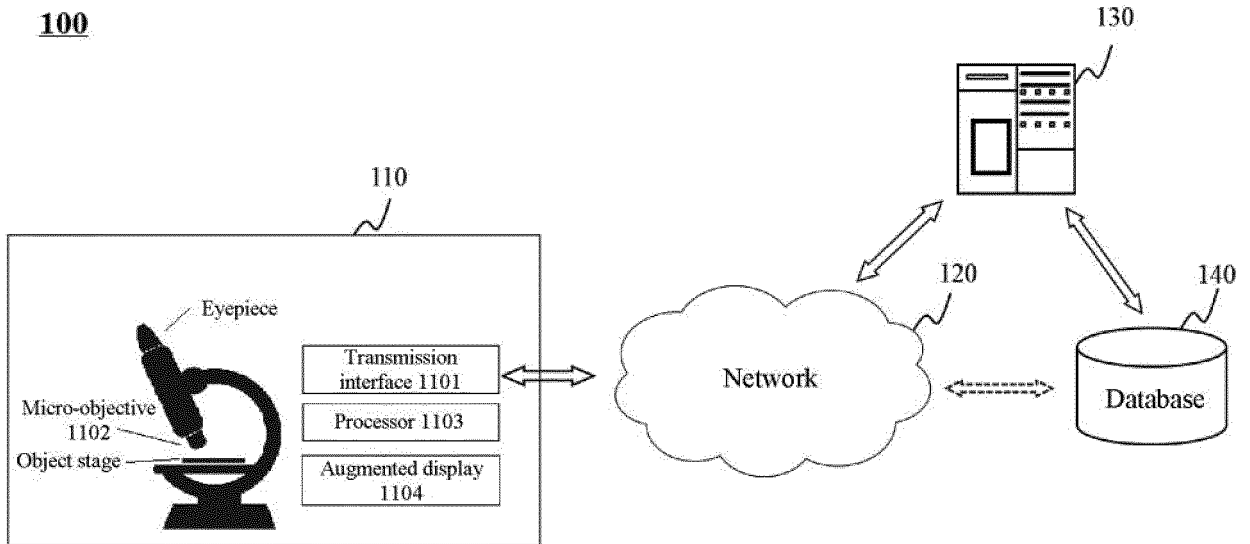 100
130
110
120
140
Eyepiece
Transmission
interface 1101
Network
Database
Micro-objective
1102
Processor 1103
Object stage
Augmented display
1104